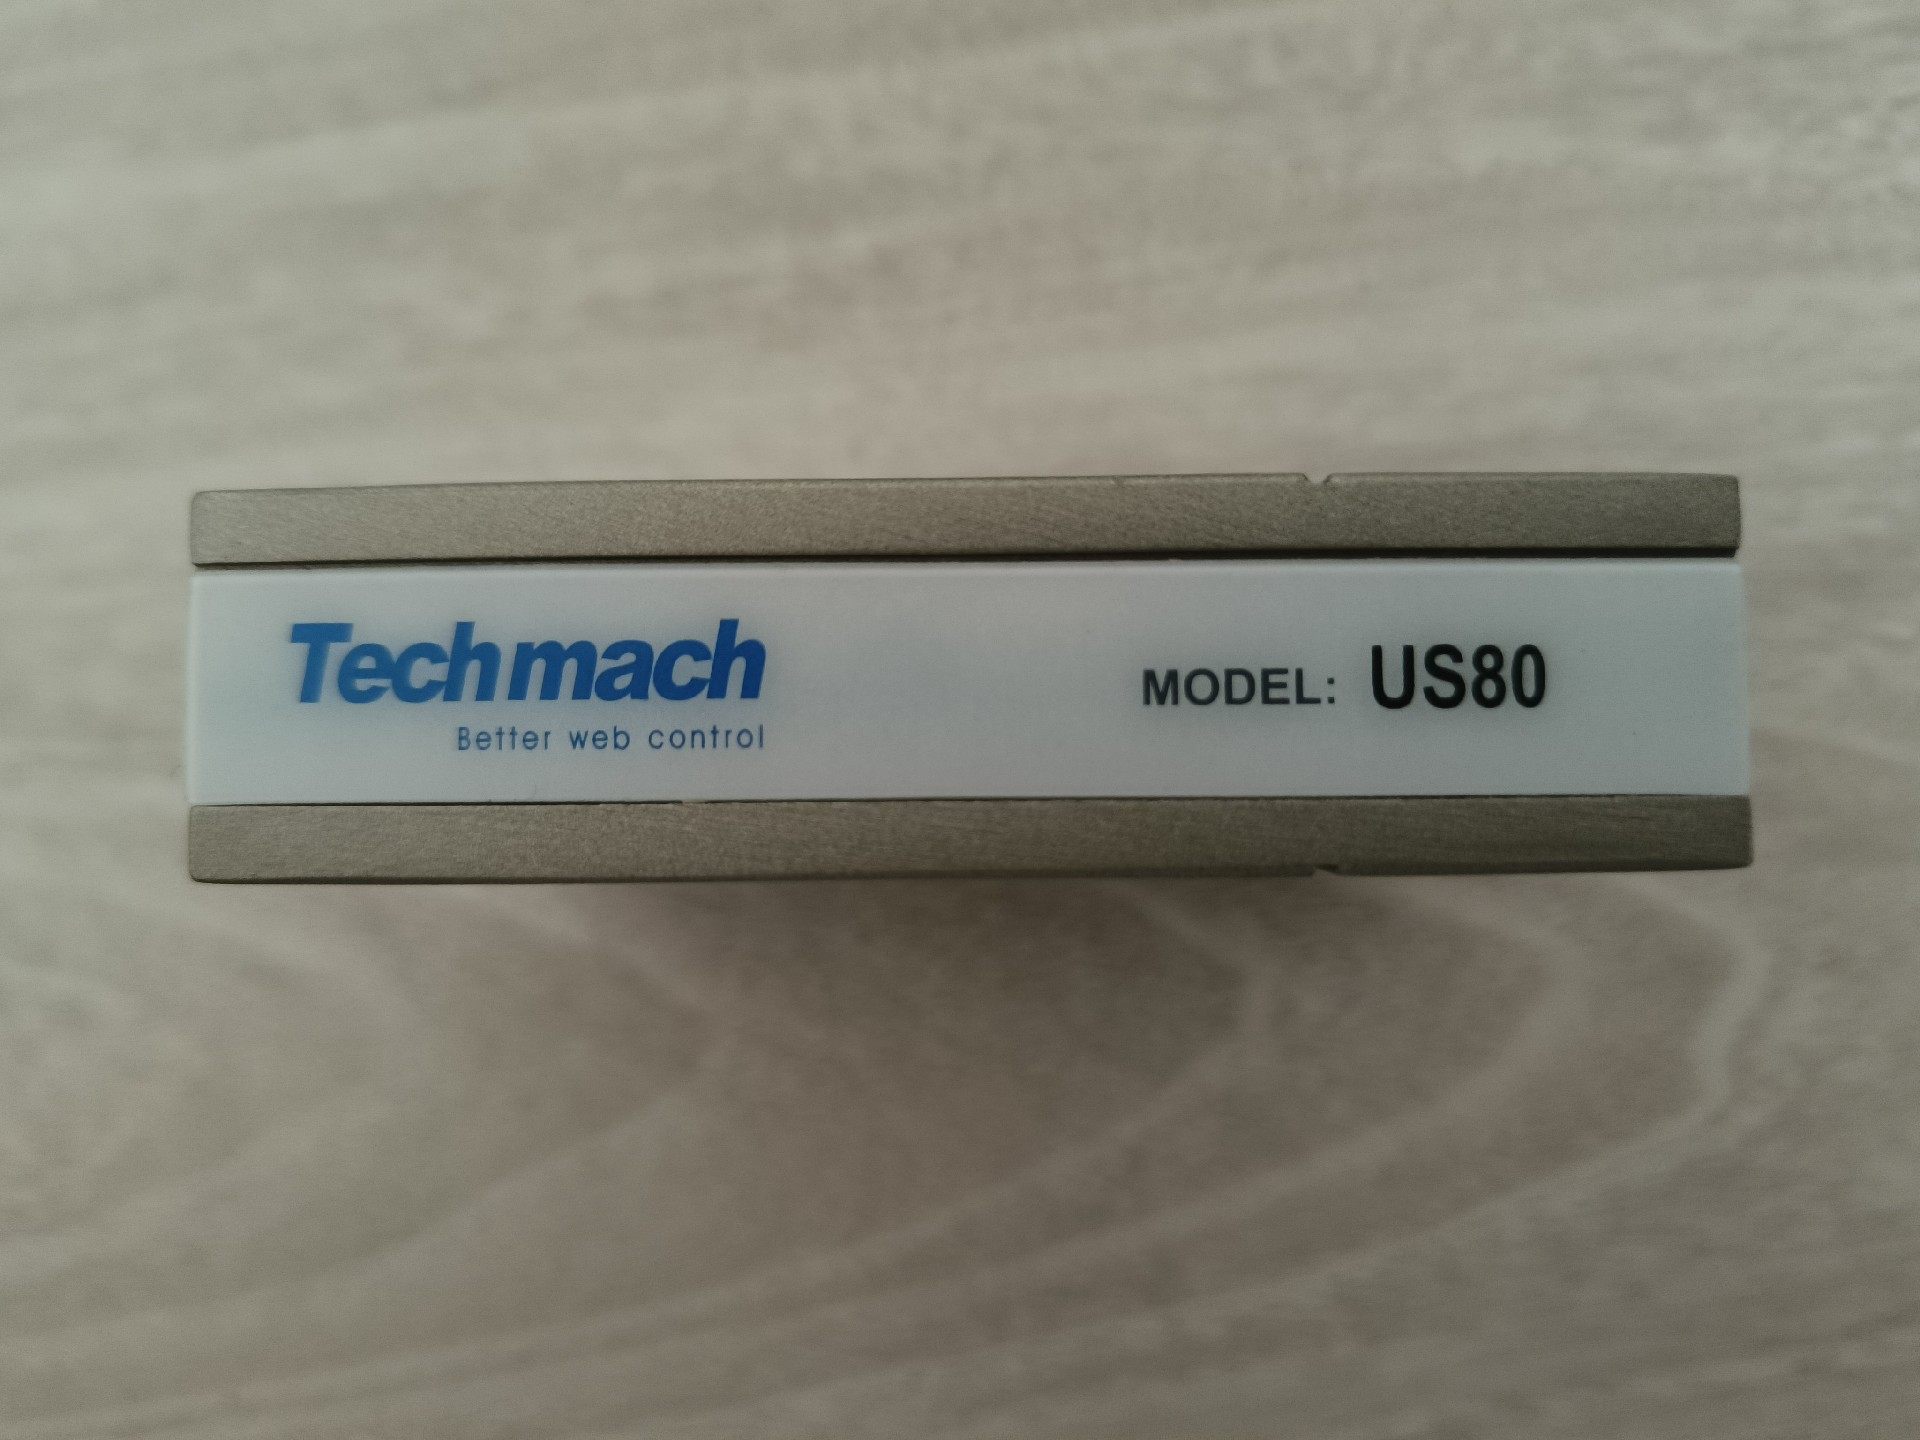 Techmach
Better web control
MODEL: US80